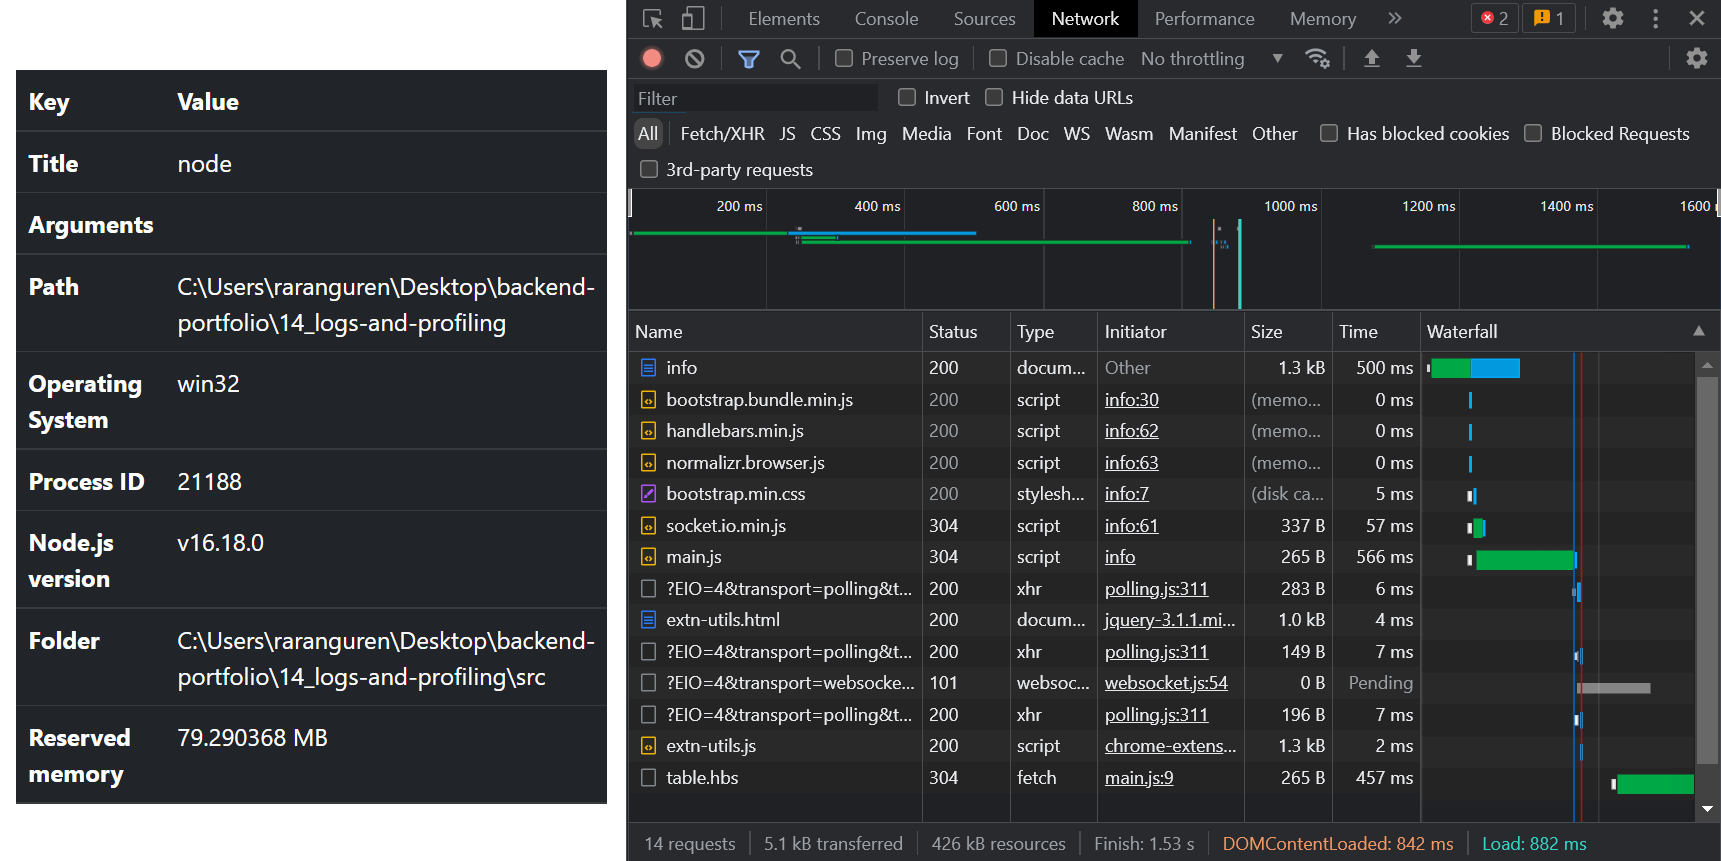 Key Value
Title node
Arguments
Path C:\Users\raranguren\Desktop\backend-
portfolio\14_logs-and-profiling
Operating win32
System
Process ID 21188
Node.js v16.18.0
version
Folder C:\Users\raranguren\Desktop\backend-
portfolio\14_logs-and-profiling\src
Reserved 79.290368 MB
memory
Elements Console Sources Network Performance Memory » 2 1
Preserve log Disable cache No throttling
Filter Invert Hide data URLs
All Fetch/XHR JS CSS Img Media Font Doc WS Wasm Manifest Other Has blocked cookies Blocked Requests
3rd-party requests
200 ms 400 ms 600 ms 800 ms 1000 ms 1200 ms 1400 ms 1600
Name Status Type Initiator Size Time Waterfall
info 200 docum... Other 1.3 kB 500 ms
bootstrap.bundle.min.js 200 script info:30 (memo... 0 ms
handlebars.min.js 200 script info:62 (memo... 0 ms
normalizr.browser.js 200 script info:63 (memo... 0 ms
bootstrap.min.css 200 stylesh... info:7 (disk ca... 5 ms
socket.io.min.js 304 script info:61 337 B 57 ms
main.js 304 script info 265 B 566 ms
?EIO=4&transport=polling&t... 200 xhr polling.js:311 283 B 6 ms
extn-utils.html 200 docum... jquery-3.1.1.mi... 1.0 kB 4 ms
?EIO=4&transport=polling&t... 200 xhr polling.js:311 149 B 7 ms
?EIO=4&transport=websocke... 101 websoc... websocket.js:54 0 B Pending
?EIO=4&transport=polling&t... 200 xhr polling.js:311 196 B 7 ms
extn-utils.js 200 script chrome-extens... 1.3 kB 2 ms
table.hbs 304 fetch main.js:9 265 B 457 ms
14 requests 5.1 kB transferred 426 kB resources Finish: 1.53 s DOMContentLoaded: 842 ms Load: 882 ms